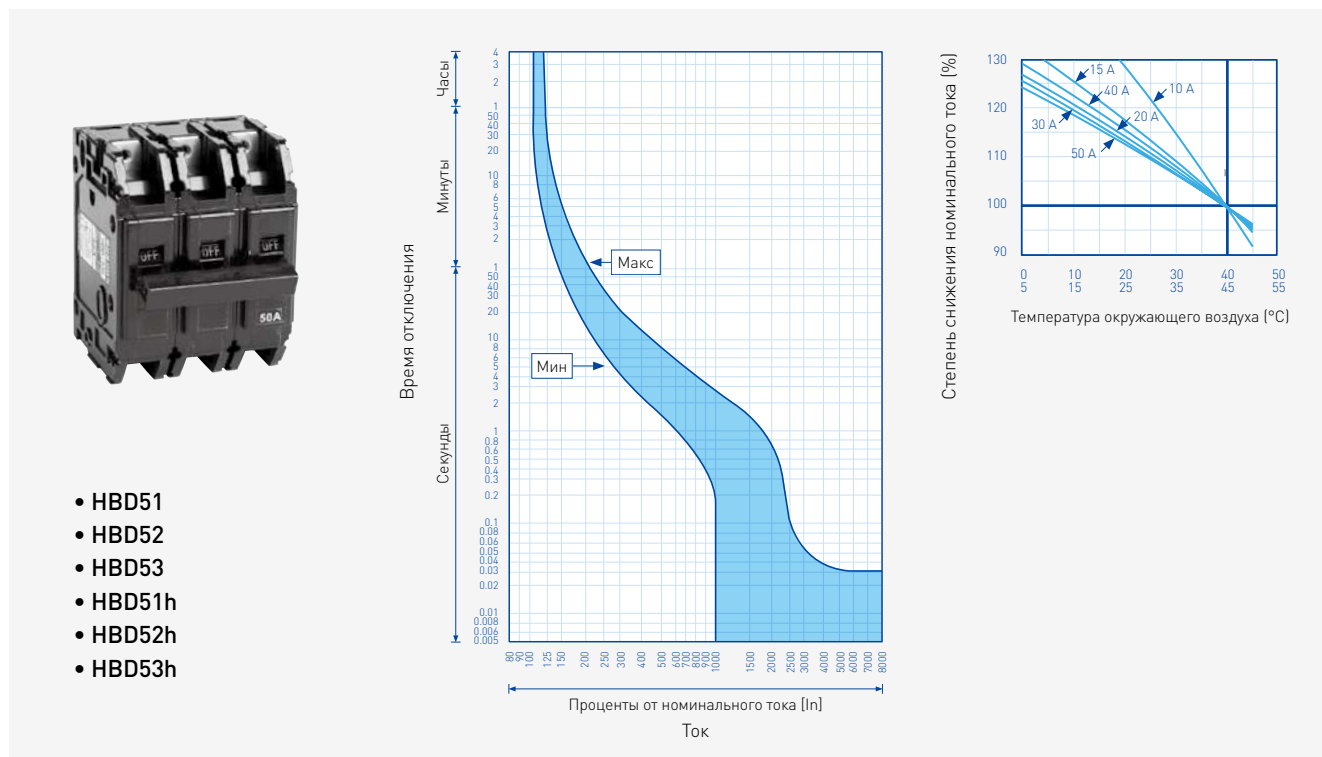 OFF
OFF
OFF
50A
• HBD51
• HBD52
• HBD53
• HBD51h
• HBD52h
• HBD53h
Время отключения
Часы
Минуты
Секунды
4
3
2
1
50
40
30
20
10
8
6
5
4
3
2
1
50
40
30
20
10
8
6
5
4
3
2
1
0.8
0.6
0.5
0.4
0.3
0.2
0.1
0.08
0.06
0.05
0.04
0.03
0.02
0.01
0.008
0.006
0.005
Макс
Мин
80 90 100 125 150 200 250 300 400 500 600 700 800 900 1000 1500 2000 2500 3000 4000 5000 6000 7000 8000
Проценты от номинального тока [In]
Ток
Степень снижения номинального тока (%)
130
120
110
100
90
15 A
10 A
40 A
20 A
30 A
50 A
0 10 20 30 40 50
5 15 25 35 45 55
Температура окружающего воздуха (°C)